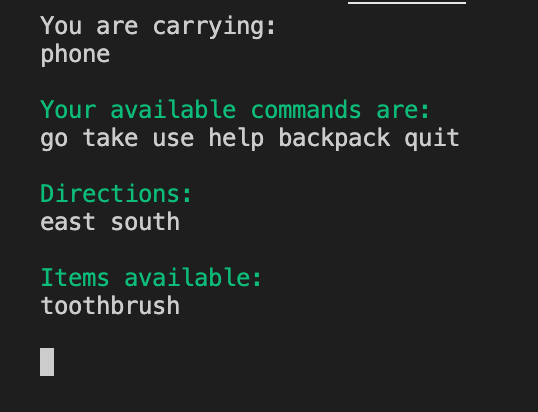 You are carrying:
phone
Your available commands are:
go take use help backpack quit
Directions:
east south
Items available:
toothbrush